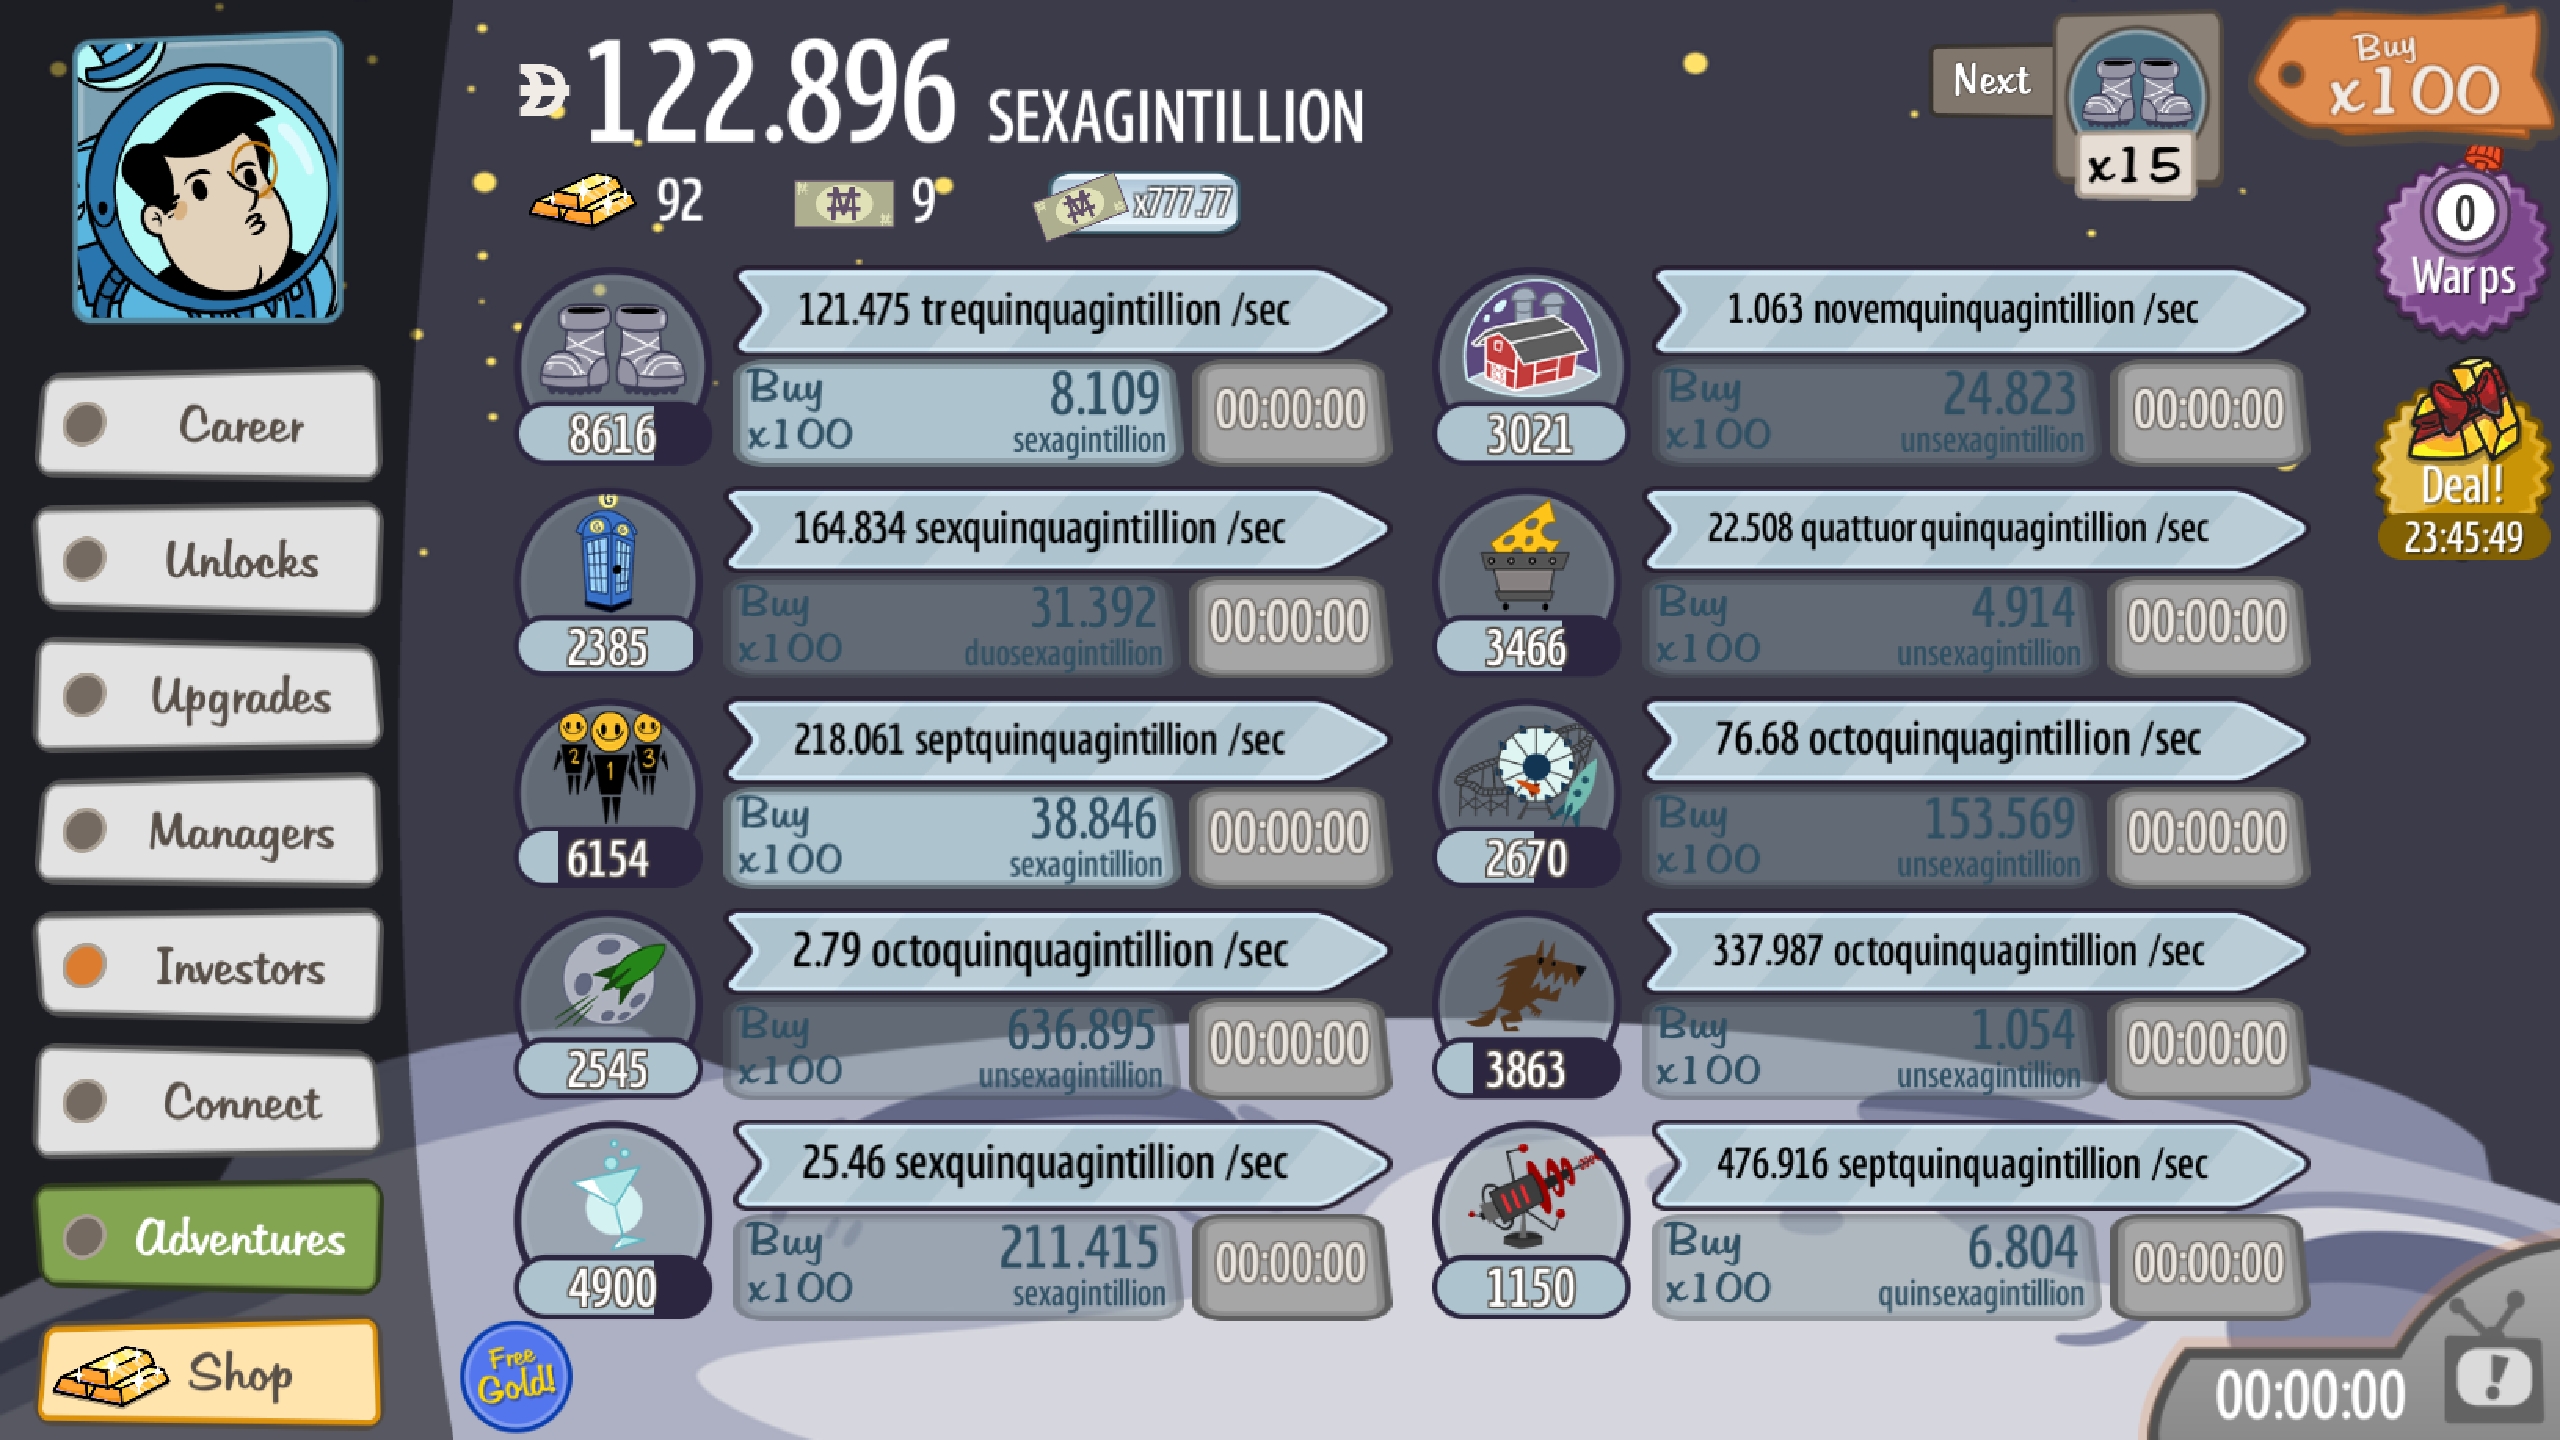 122.896 SEXAGINTILLION
92
9
x777.77
Next
x15
Buy
x100
0
Warps
Deal!
23:45:49
Career
Unlocks
Upgrades
Managers
Investors
Connect
Adventures
Shop
121.475 trequinquagintillion /sec
8616
Buy
x100
8.109
sexagintillion
00:00:00
1.063 novemquinquagintillion /sec
3021
Buy
x100
24.823
unsexagintillion
00:00:00
G
G G
164.834 sexquinquagintillion /sec
2385
Buy
x100
31.392
duosexagintillion
00:00:00
22.508 quattuorquinquagintillion /sec
3466
Buy
x100
4.914
unsexagintillion
00:00:00
2 1 3
218.061 septquinquagintillion /sec
6154
Buy
x100
38.846
sexagintillion
00:00:00
76.68 octoquinquagintillion /sec
2670
Buy
x100
153.569
unsexagintillion
00:00:00
2.79 octoquinquagintillion /sec
2545
Buy
x100
636.895
unsexagintillion
00:00:00
337.987 octoquinquagintillion /sec
3863
Buy
x100
1.054
unsexagintillion
00:00:00
25.46 sexquinquagintillion /sec
4900
Buy
x100
211.415
sexagintillion
00:00:00
476.916 septquinquagintillion /sec
1150
Buy
x100
6.804
quinsexagintillion
00:00:00
Free
Gold!
00:00:00
!